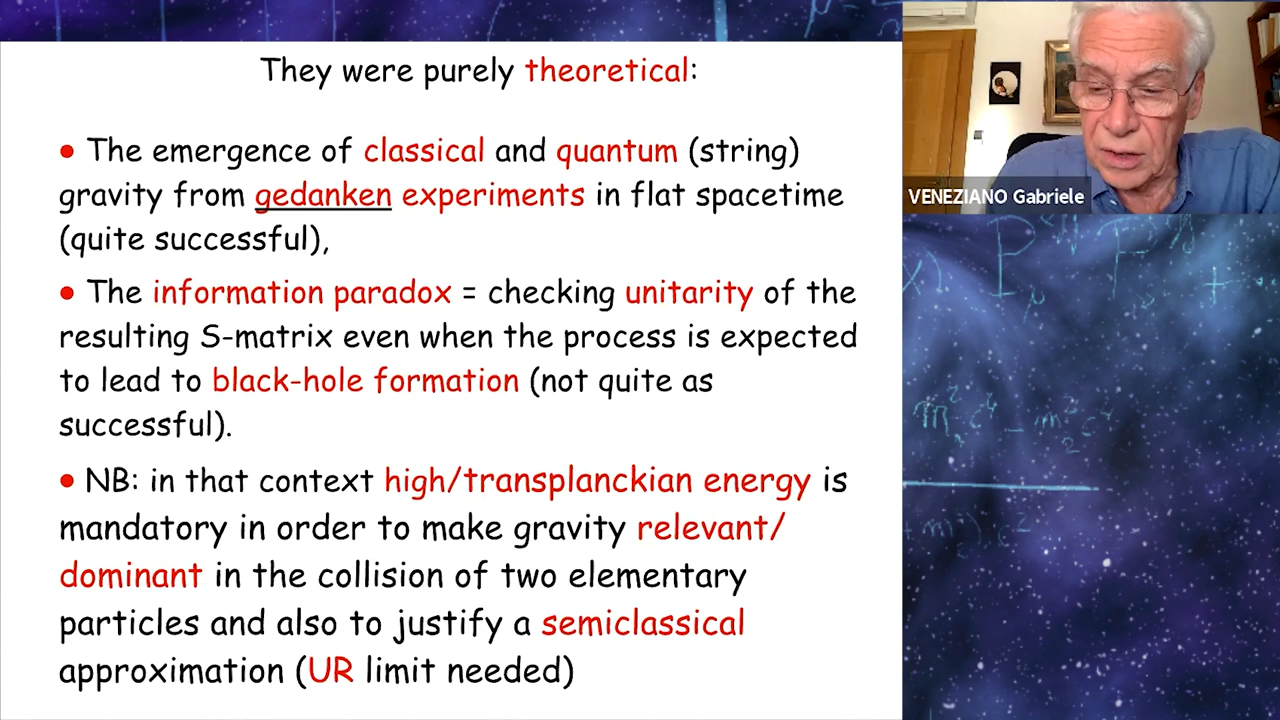 They were purely theoretical:
• The emergence of classical and quantum (string)
gravity from gedanken experiments in flat spacetime
(quite successful),
• The information paradox = checking unitarity of the
resulting S-matrix even when the process is expected
to lead to black-hole formation (not quite as
successful).
• NB: in that context high/transplanckian energy is
mandatory in order to make gravity relevant/
dominant in the collision of two elementary
particles and also to justify a semiclassical
approximation (UR limit needed)
VENEZIANO Gabriele